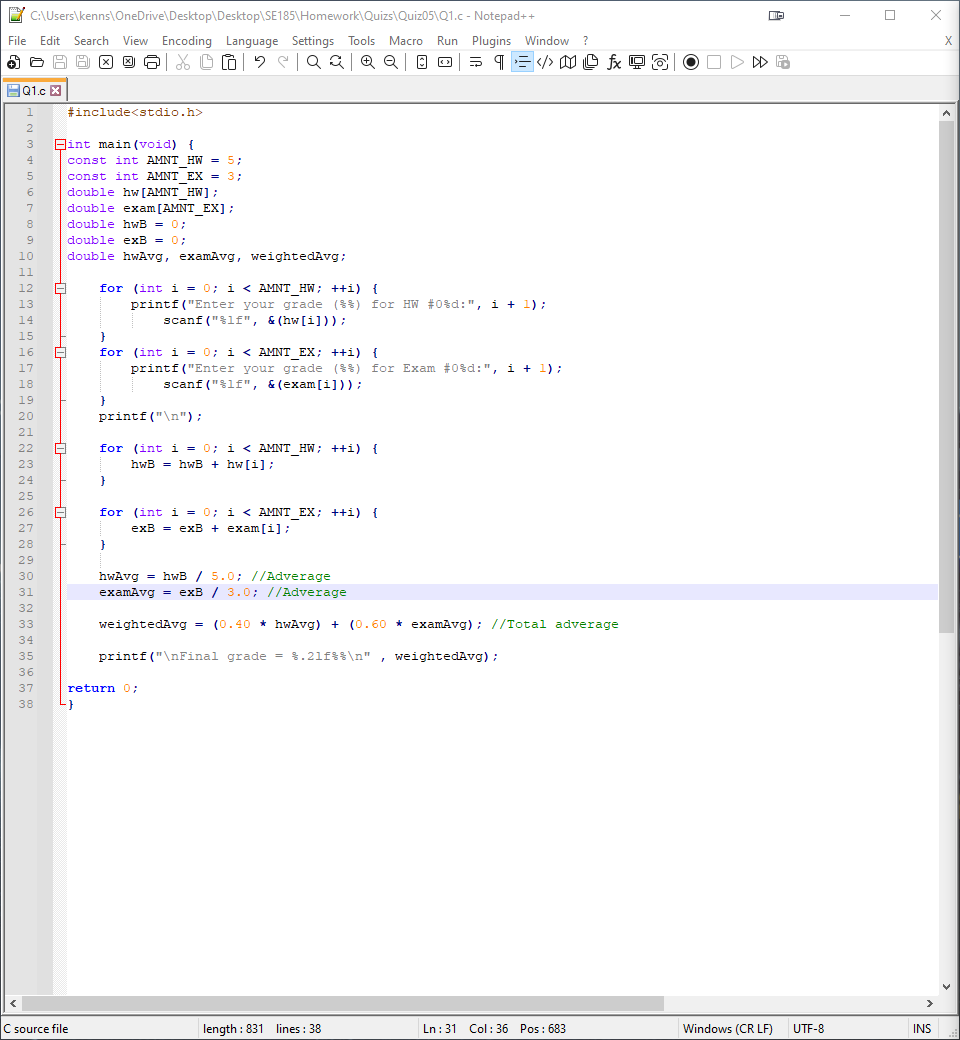 C:\Users\kenns\OneDrive\Desktop\Desktop\SE185\Homework\Quizs\Quiz05\Q1.c - Notepad++
File Edit Search View Encoding Language Settings Tools Macro Run Plugins Window ? X
Q1.c
1 #include<stdio.h>
2
3 int main(void) {
4 const int AMNT_HW = 5;
5 const int AMNT_EX = 3;
6 double hw[AMNT_HW];
7 double exam[AMNT_EX];
8 double hwB = 0;
9 double exB = 0;
10 double hwAvg, examAvg, weightedAvg;
11
12 for (int i = 0; i < AMNT_HW; ++i) {
13 printf("Enter your grade (%%) for HW #0%d:", i + 1);
14 scanf("%lf", &(hw[i]));
15 }
16 for (int i = 0; i < AMNT_EX; ++i) {
17 printf("Enter your grade (%%) for Exam #0%d:", i + 1);
18 scanf("%lf", &(exam[i]));
19 }
20 printf("\n");
21
22 for (int i = 0; i < AMNT_HW; ++i) {
23 hwB = hwB + hw[i];
24 }
25
26 for (int i = 0; i < AMNT_EX; ++i) {
27 exB = exB + exam[i];
28 }
29
30 hwAvg = hwB / 5.0; //Adverage
31 examAvg = exB / 3.0; //Adverage
32
33 weightedAvg = (0.40 * hwAvg) + (0.60 * examAvg); //Total adverage
34
35 printf("\nFinal grade = %.2lf%%\n" , weightedAvg);
36
37 return 0;
38 }
C source file length : 831 lines : 38 Ln : 31 Col : 36 Pos : 683 Windows (CR LF) UTF-8 INS